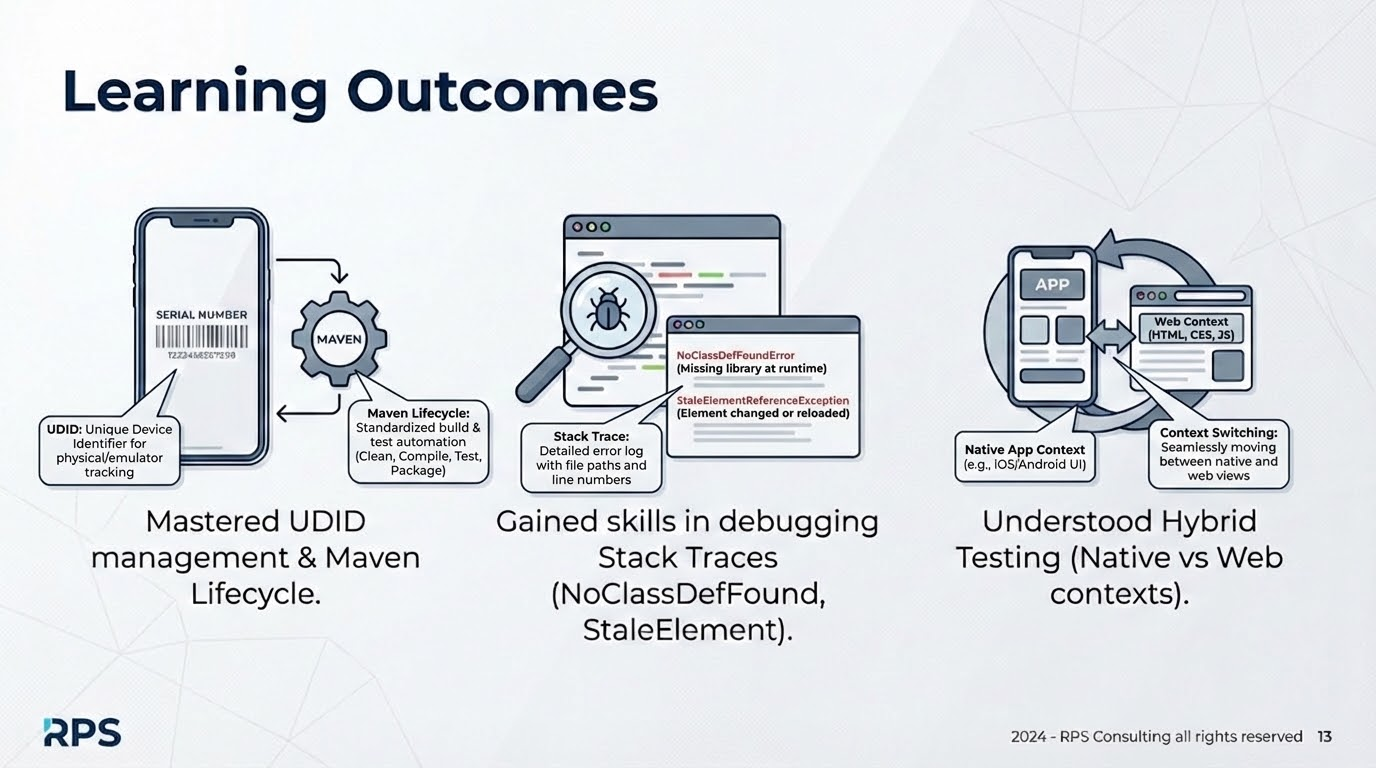 Learning Outcomes
SERIAL NUMBER
MAVEN
UDID: Unique Device
Identifier for
physical/emulator
tracking
Maven Lifecycle:
Standardized build &
test automation
(Clean, Compile, Test,
Package)
Mastered UDID
management & Maven
Lifecycle.
NoClassDefFoundError
(Missing library at runtime)
StaleElementReferenceException
(Element changed or reloaded)
Stack Trace:
Detailed error log
with file paths and
line numbers
Gained skills in debugging
Stack Traces
(NoClassDefFound,
StaleElement).
APP
Web Context
(HTML, CES, JS)
Native App Context
(e.g., iOS/Android UI)
Context Switching:
Seamlessly moving
between native and
web views
Understood Hybrid
Testing (Native vs Web
contexts).
RPS
2024 - RPS Consulting all rights reserved 13